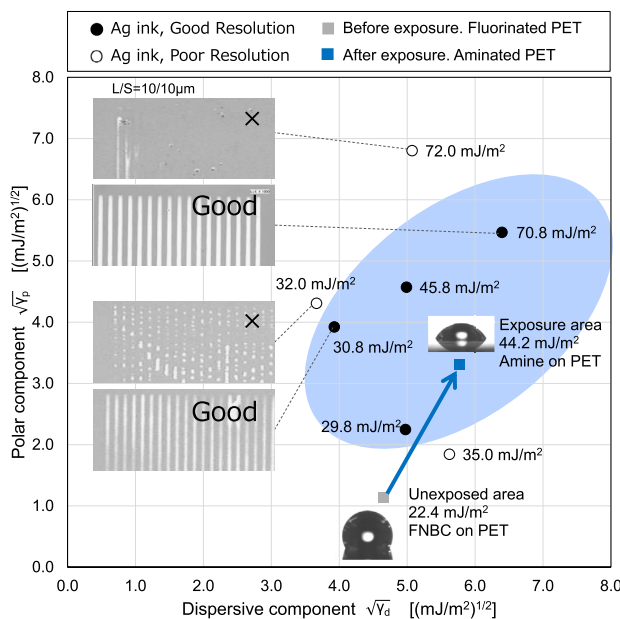 Ag ink, Good Resolution
Before exposure. Fluorinated PET
Ag ink, Poor Resolution
After exposure. Aminated PET
8.0
L/S=10/10μm
×
7.0
72.0 mJ/m²
6.0
Good
70.8 mJ/m²
5.0
32.0 mJ/m²
45.8 mJ/m²
4.0
×
Exposure area
44.2 mJ/m²
Amine on PET
30.8 mJ/m²
3.0
Good
29.8 mJ/m²
2.0
35.0 mJ/m²
1.0
Unexposed area
22.4 mJ/m²
FNBC on PET
0.0
0.0 1.0 2.0 3.0 4.0 5.0 6.0 7.0 8.0
Polar component √γp [(mJ/m²)1/2]
Dispersive component √γd [(mJ/m²)1/2]